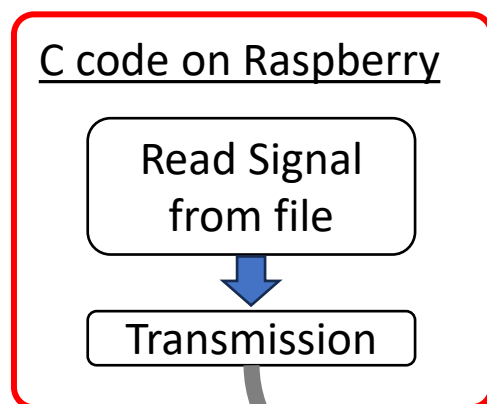 C code on Raspberry
Read Signal
from file
Transmission